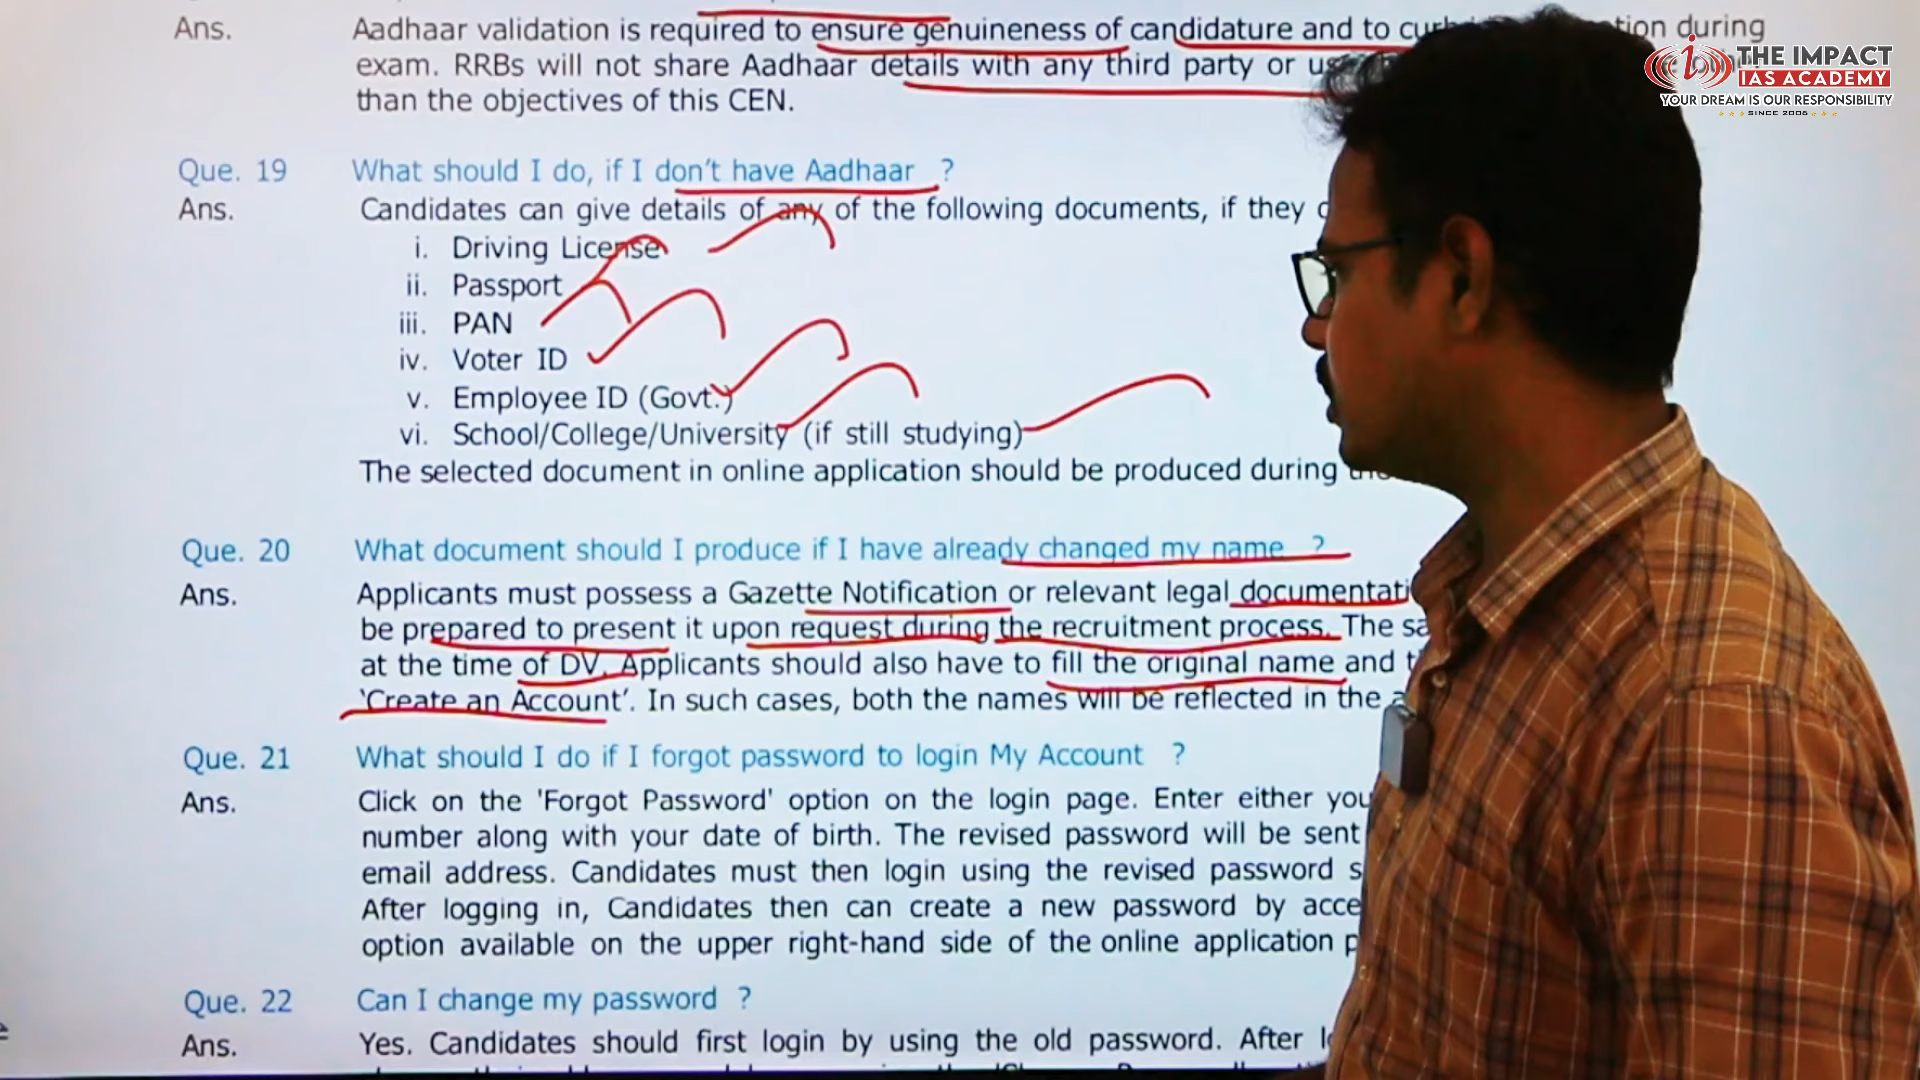 Ans. Aadhaar validation is required to ensure genuineness of candidature and to during
exam. RRBs will not share Aadhaar details with any third party or
than the objectives of this CEN.
THE IMPACT
IAS ACADEMY
YOUR DREAM IS OUR RESPONSIBILITY
SINCE 2006
Que. 19 What should I do, if I don't have Aadhaar ?
Ans. Candidates can give details of any of the following documents, if they
i. Driving License
ii. Passport
iii. PAN
iv. Voter ID
v. Employee ID (Govt.)
vi. School/College/University (if still studying)
The selected document in online application should be produced during
Que. 20 What document should I produce if I have already changed my name ?
Ans. Applicants must possess a Gazette Notification or relevant legal
be prepared to present it upon request during the recruitment process. The
at the time of DV. Applicants should also have to fill the original name and
'Create an Account'. In such cases, both the names will be reflected in the
Que. 21 What should I do if I forgot password to login My Account ?
Ans. Click on the 'Forgot Password' option on the login page. Enter either
number along with your date of birth. The revised password will be sent
email address. Candidates must then login using the revised password
After logging in, Candidates then can create a new password by
option available on the upper right-hand side of the online application
Que. 22 Can I change my password ?
Ans. Yes. Candidates should first login by using the old password. After